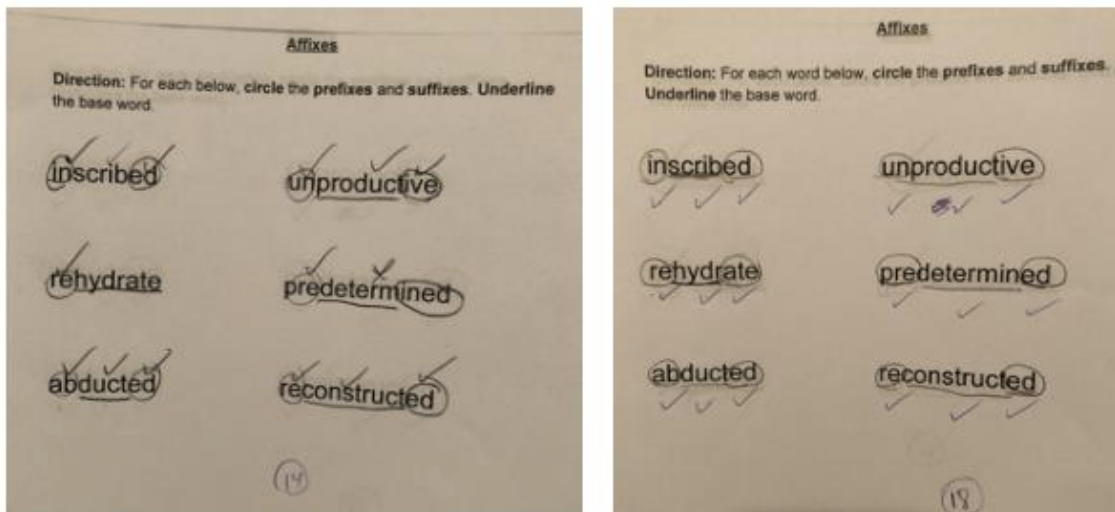 Affixes
Direction: For each below, circle the prefixes and suffixes. Underline
the base word.
inscribed unproductive
rehydrate predetermined
abducted reconstructed
14
Affixes
Direction: For each word below, circle the prefixes and suffixes.
Underline the base word.
inscribed unproductive
rehydrate predetermined
abducted reconstructed
18